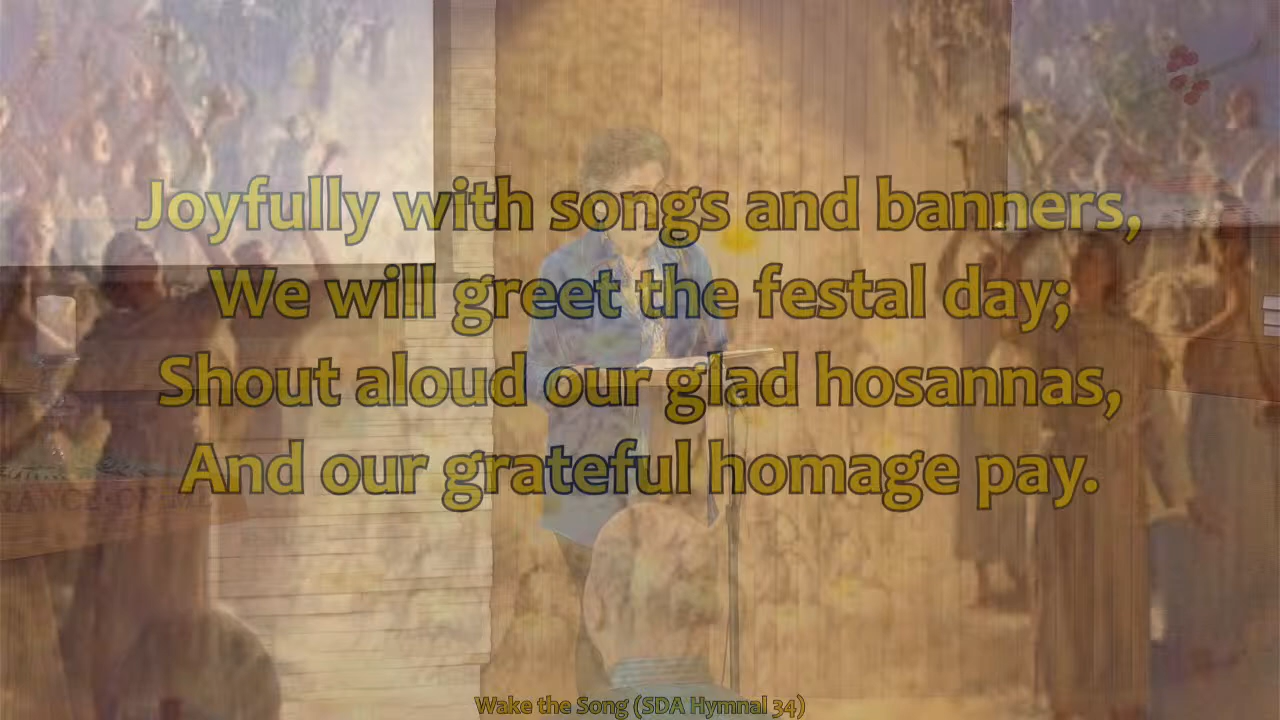 Joyfully with songs and banners,
We will greet the festal day;
Shout aloud our glad hosannas,
And our grateful homage pay.
Wake the Song (SDA Hymnal 34)